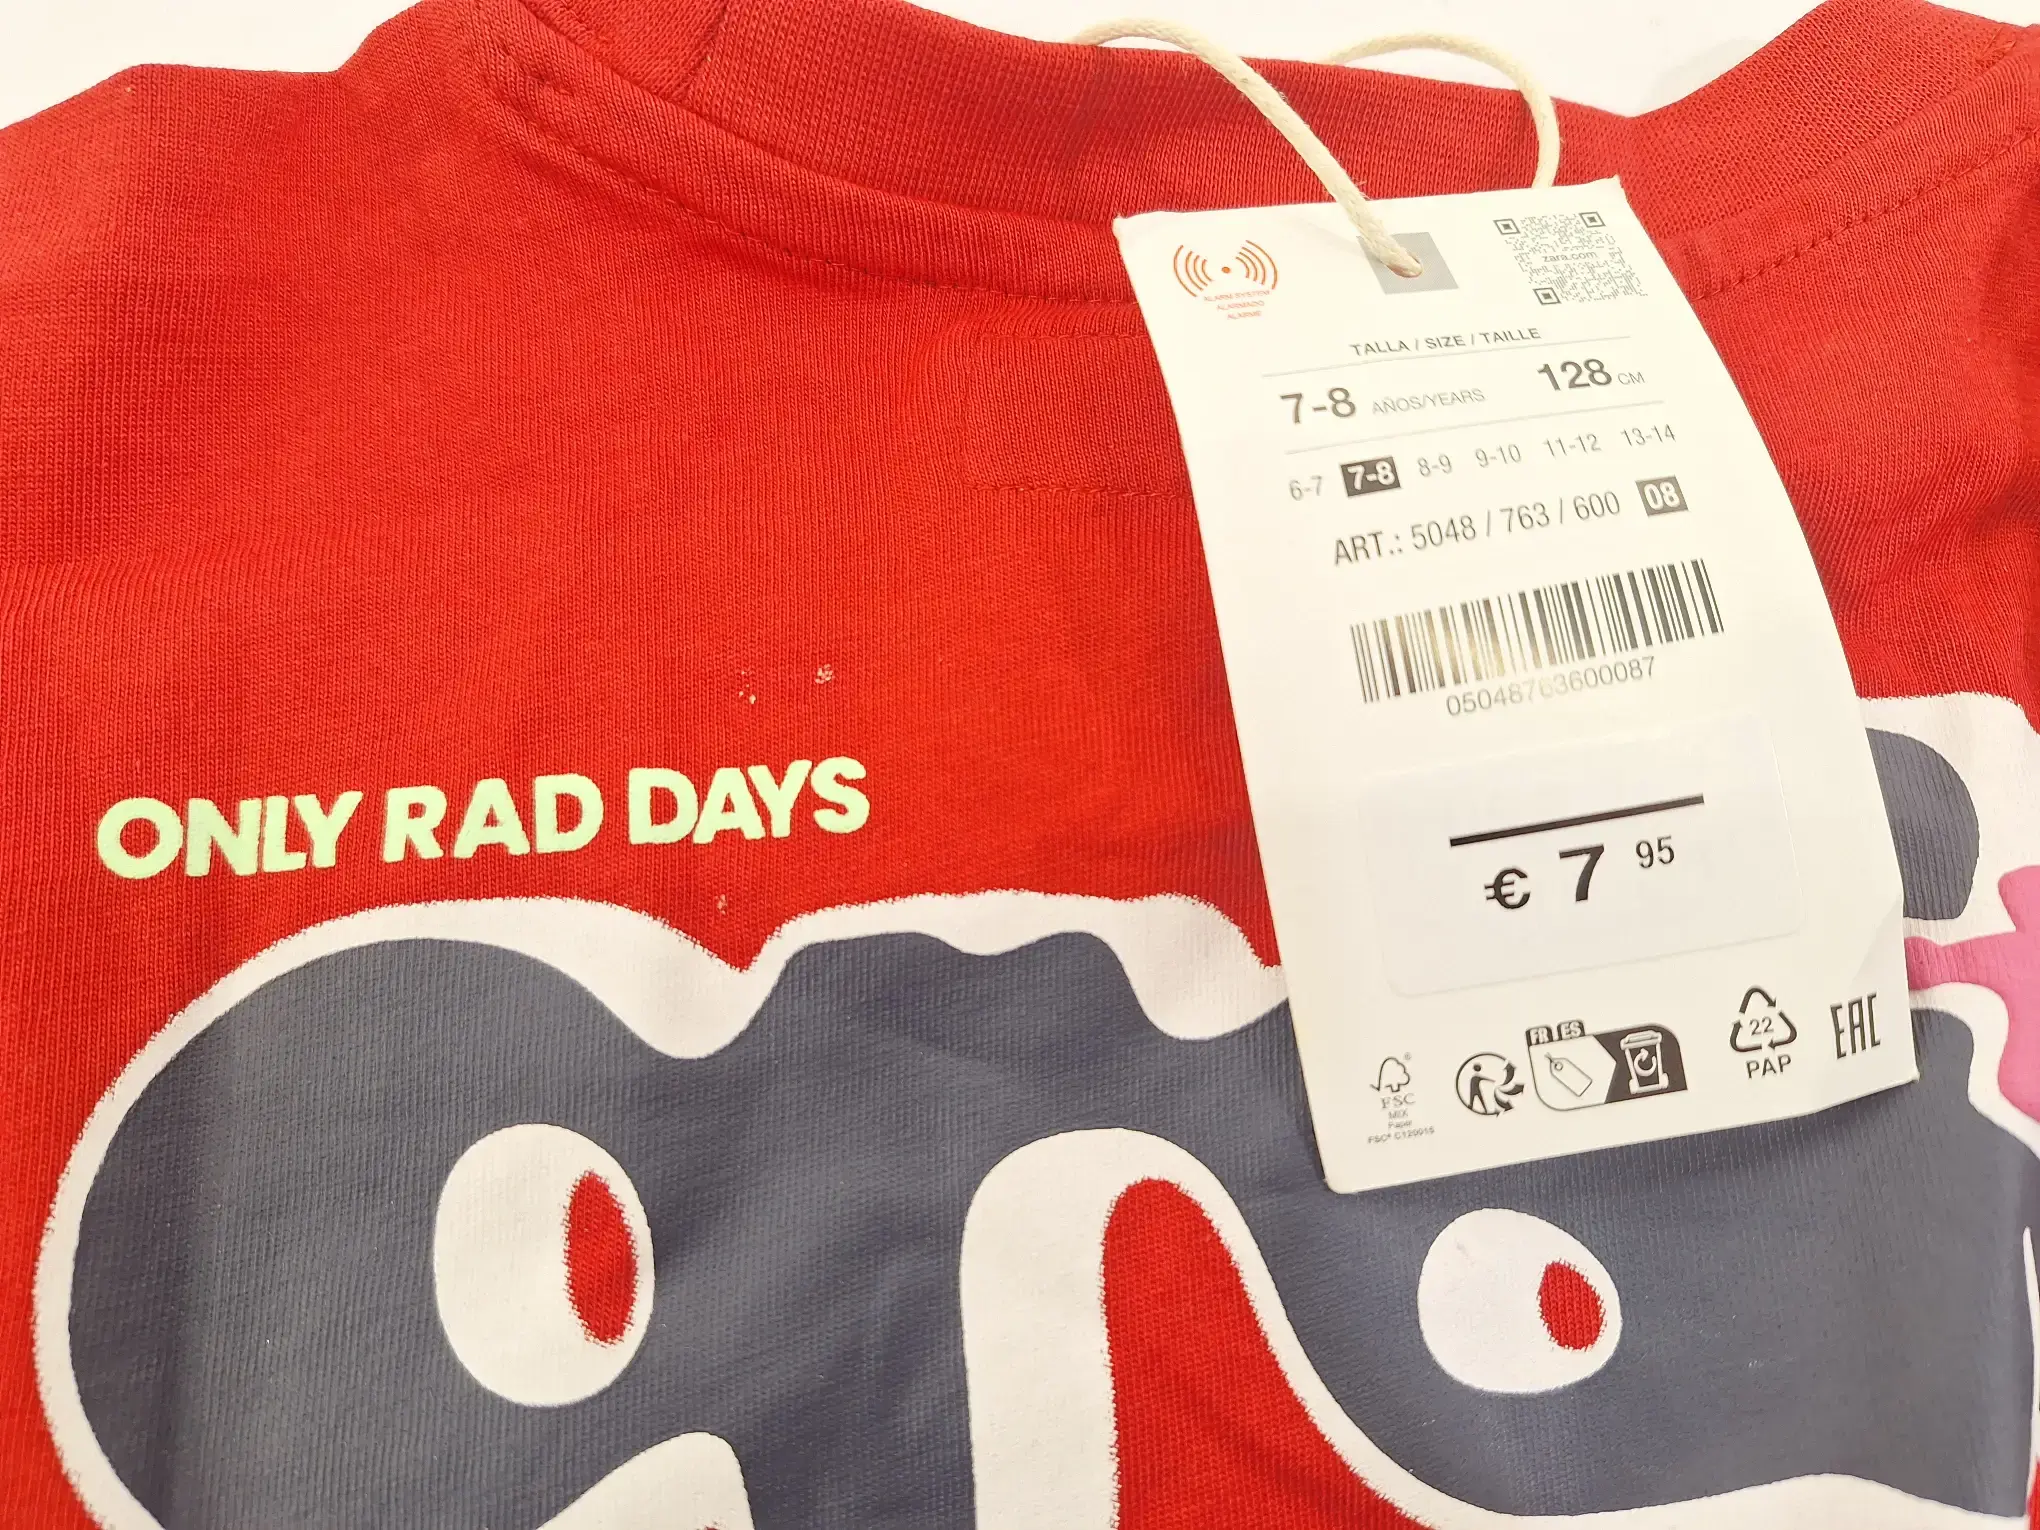 zara.com
ALARM SYSTEM
ALARMADO
ALARME
TALLA / SIZE / TAILLE
7-8 AÑOS/YEARS 128 CM
6-7 7-8 8-9 9-10 11-12 13-14
ART.: 5048 / 763 / 600 08
05048763600087
€ 7 95
ONLY RAD DAYS
FR ES
22
PAP
EAC
FSC
MIX
Paper
FSC® C120015